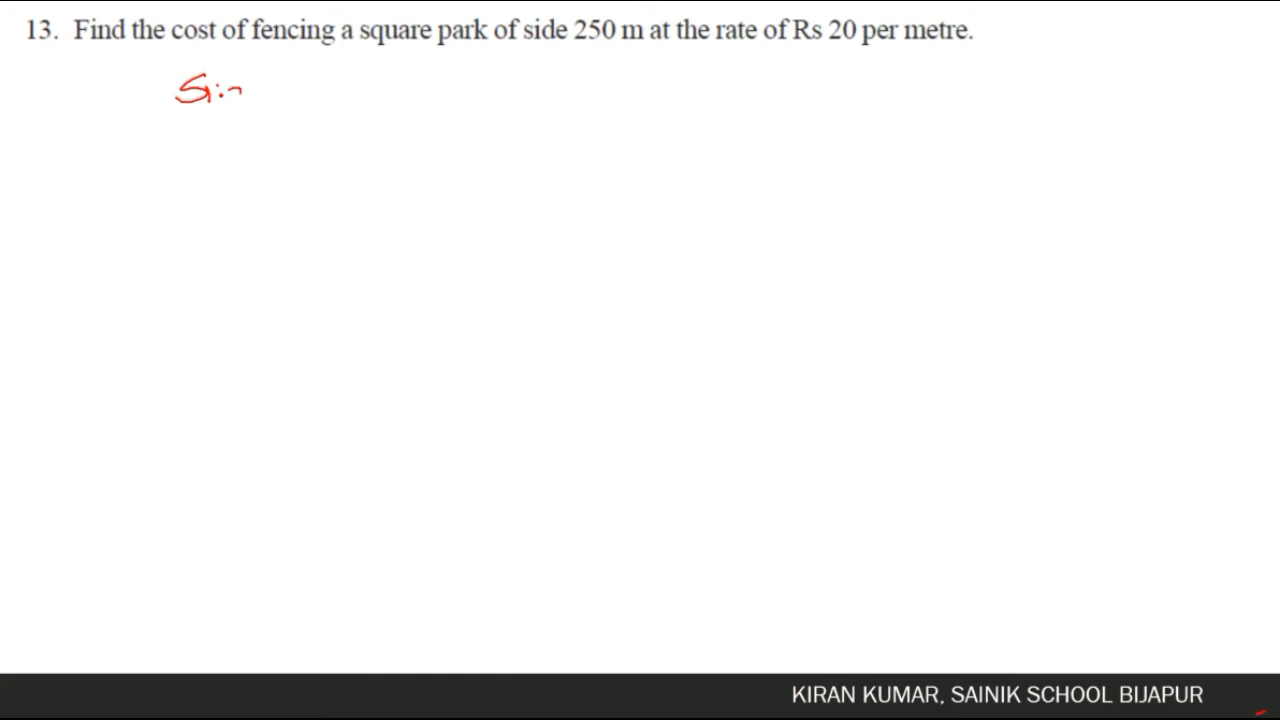 13. Find the cost of fencing a square park of side 250 m at the rate of Rs 20 per metre.
KIRAN KUMAR, SAINIK SCHOOL BIJAPUR